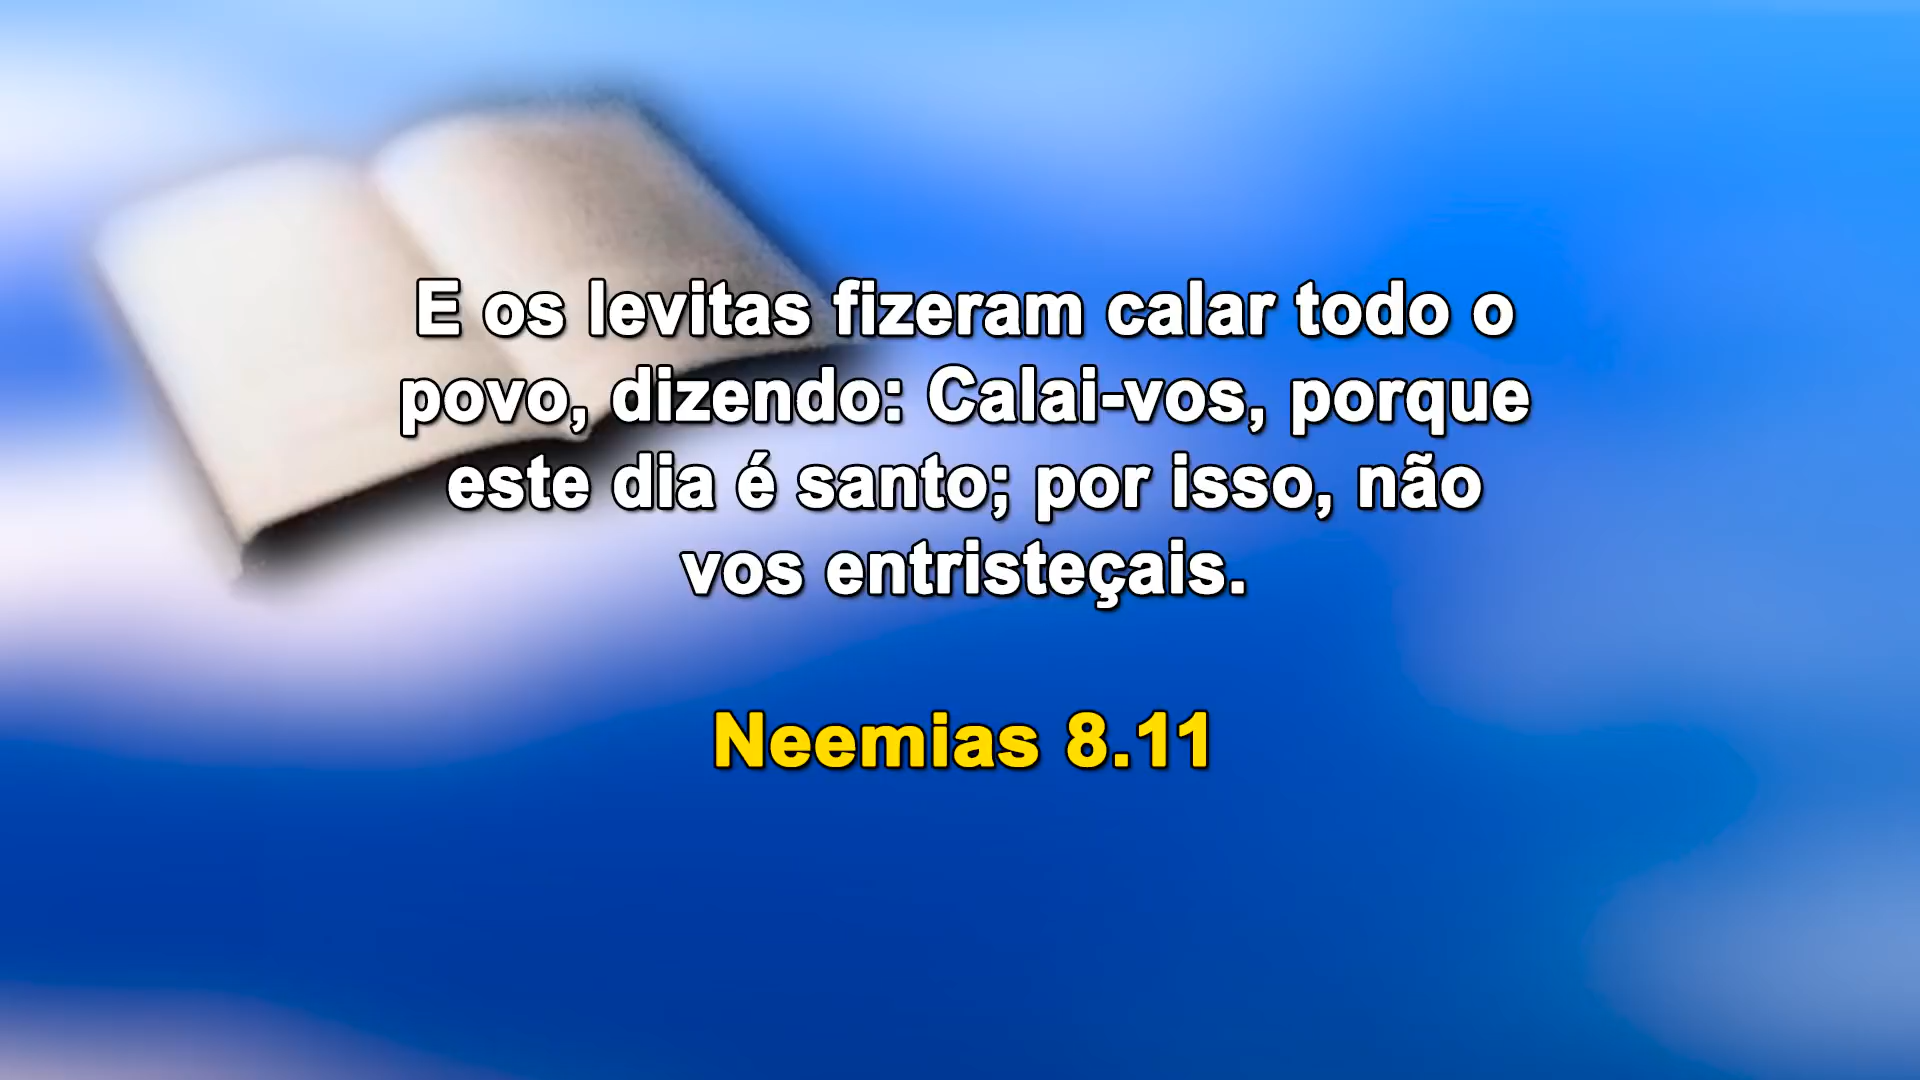 E os levitas fizeram calar todo o
povo, dizendo: Calai-vos, porque
este dia é santo; por isso, não
vos entristeçais.
Neemias 8.11